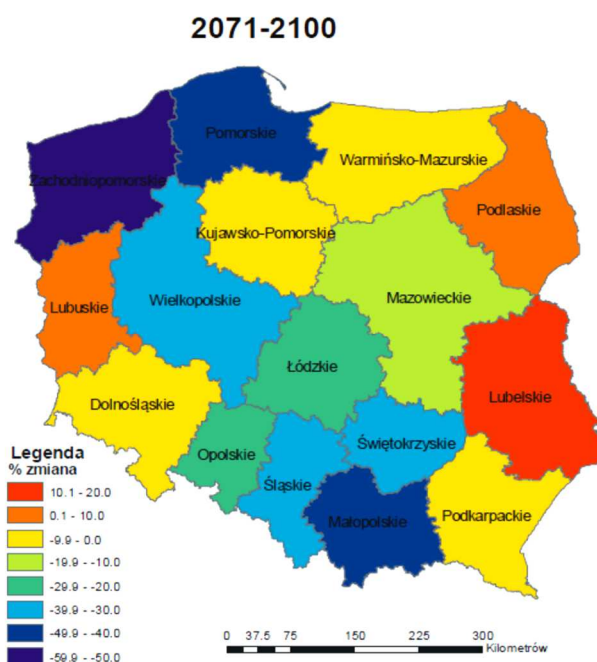 2071-2100
Pomorskie
Zachodniopomorskie
Warmińsko-Mazurskie
Podlaskie
Kujawsko-Pomorskie
Lubuskie
Wielkopolskie
Mazowieckie
Łódzkie
Lubelskie
Dolnośląskie
Opolskie
Śląskie
Świętokrzyskie
Małopolskie
Podkarpackie
Legenda
% zmiana
10.1 - 20.0
0.1 - 10.0
-9.9 - 0.0
-19.9 - -10.0
-29.9 - -20.0
-39.9 - -30.0
-49.9 - -40.0
-59.9 - -50.0
0 37.5 75 150 225 300
Kilometrów